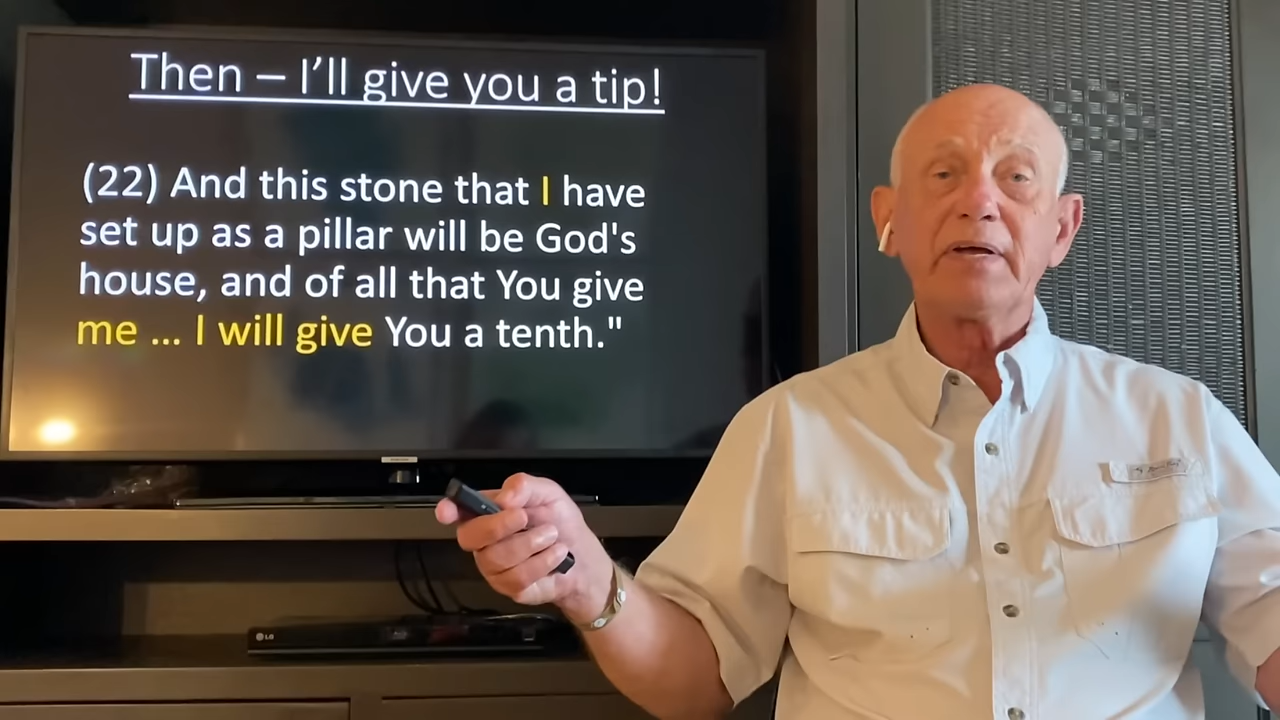 Then – I'll give you a tip!
(22) And this stone that I have
set up as a pillar will be God's
house, and of all that You give
me ... I will give You a tenth."
LG